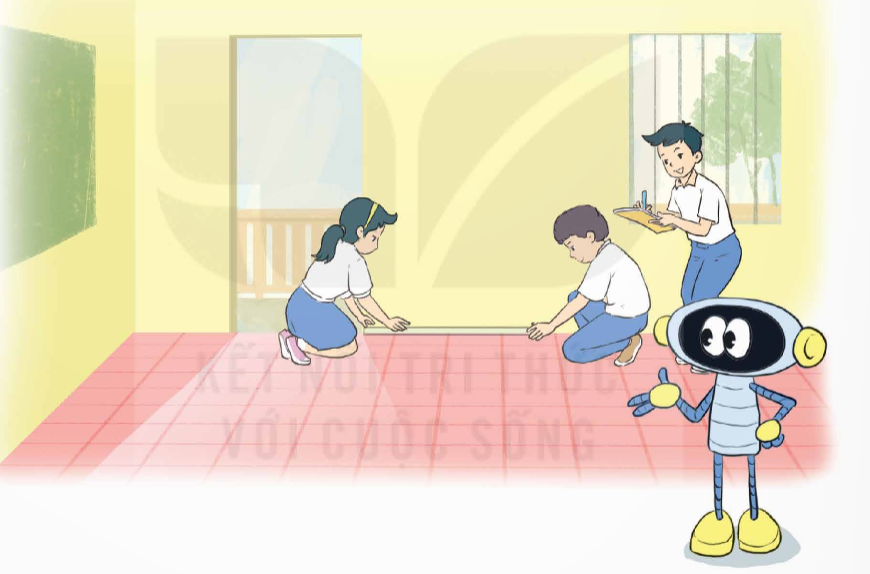 KẾT NỐI TRI THỨC
VỚI CUỘC SỐNG